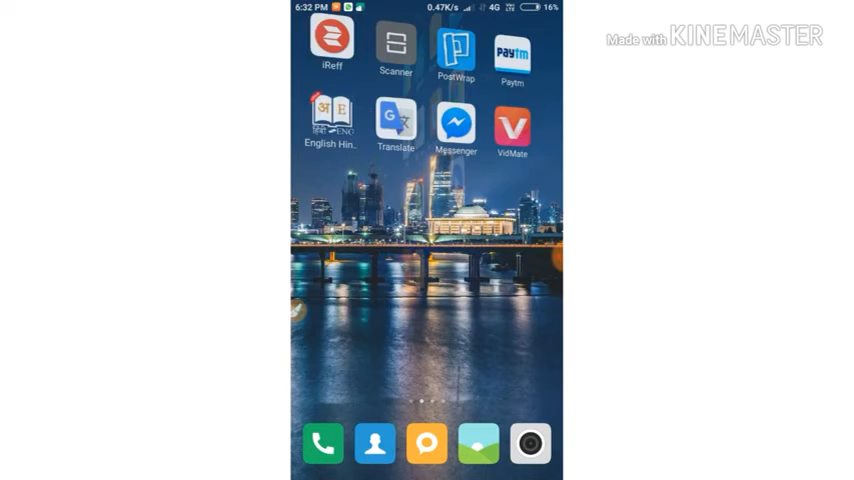 6:32 PM 0.47K/s 4G VoLTE 16%
Made with KINEMASTER
iReff Scanner PostWrap Paytm
paytm
अ E
हिंदी ENG
English Hin.. Translate Messenger VidMate